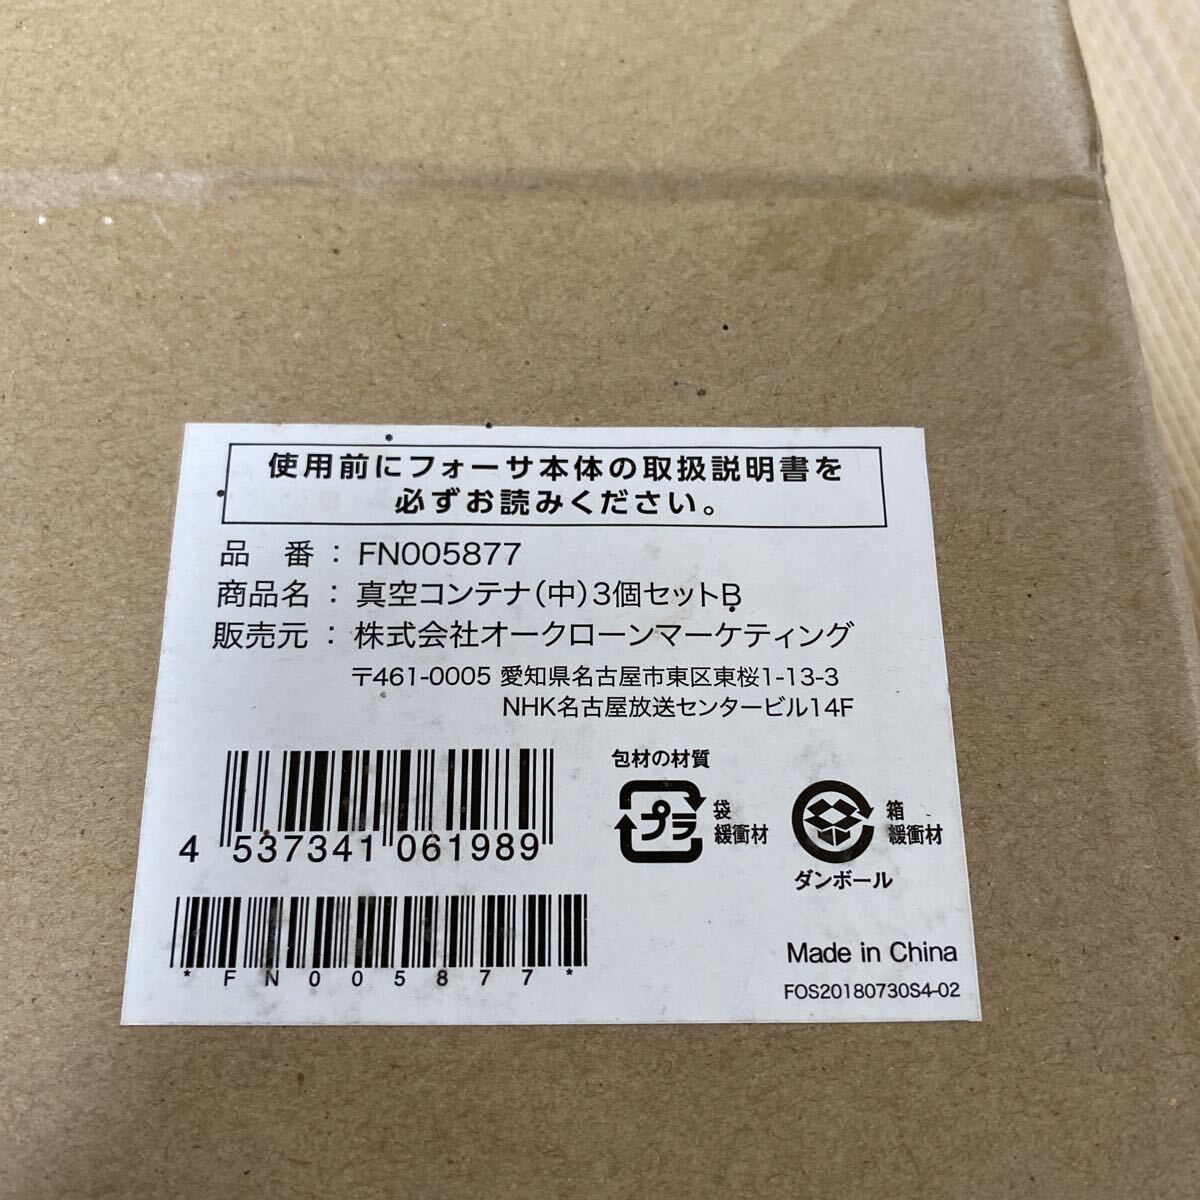 使用前にフォーサ本体の取扱説明書を
必ずお読みください。
品 番 : FN005877
商品名 : 真空コンテナ(中)3個セットB
販売元 : 株式会社オークローンマーケティング
〒461-0005 愛知県名古屋市東区東桜1-13-3
NHK名古屋放送センタービル14F
包材の材質
プラ 袋
緩衝材
箱
緩衝材
ダンボール
4 537341 061989
*FN005877*
Made in China
FOS20180730S4-02